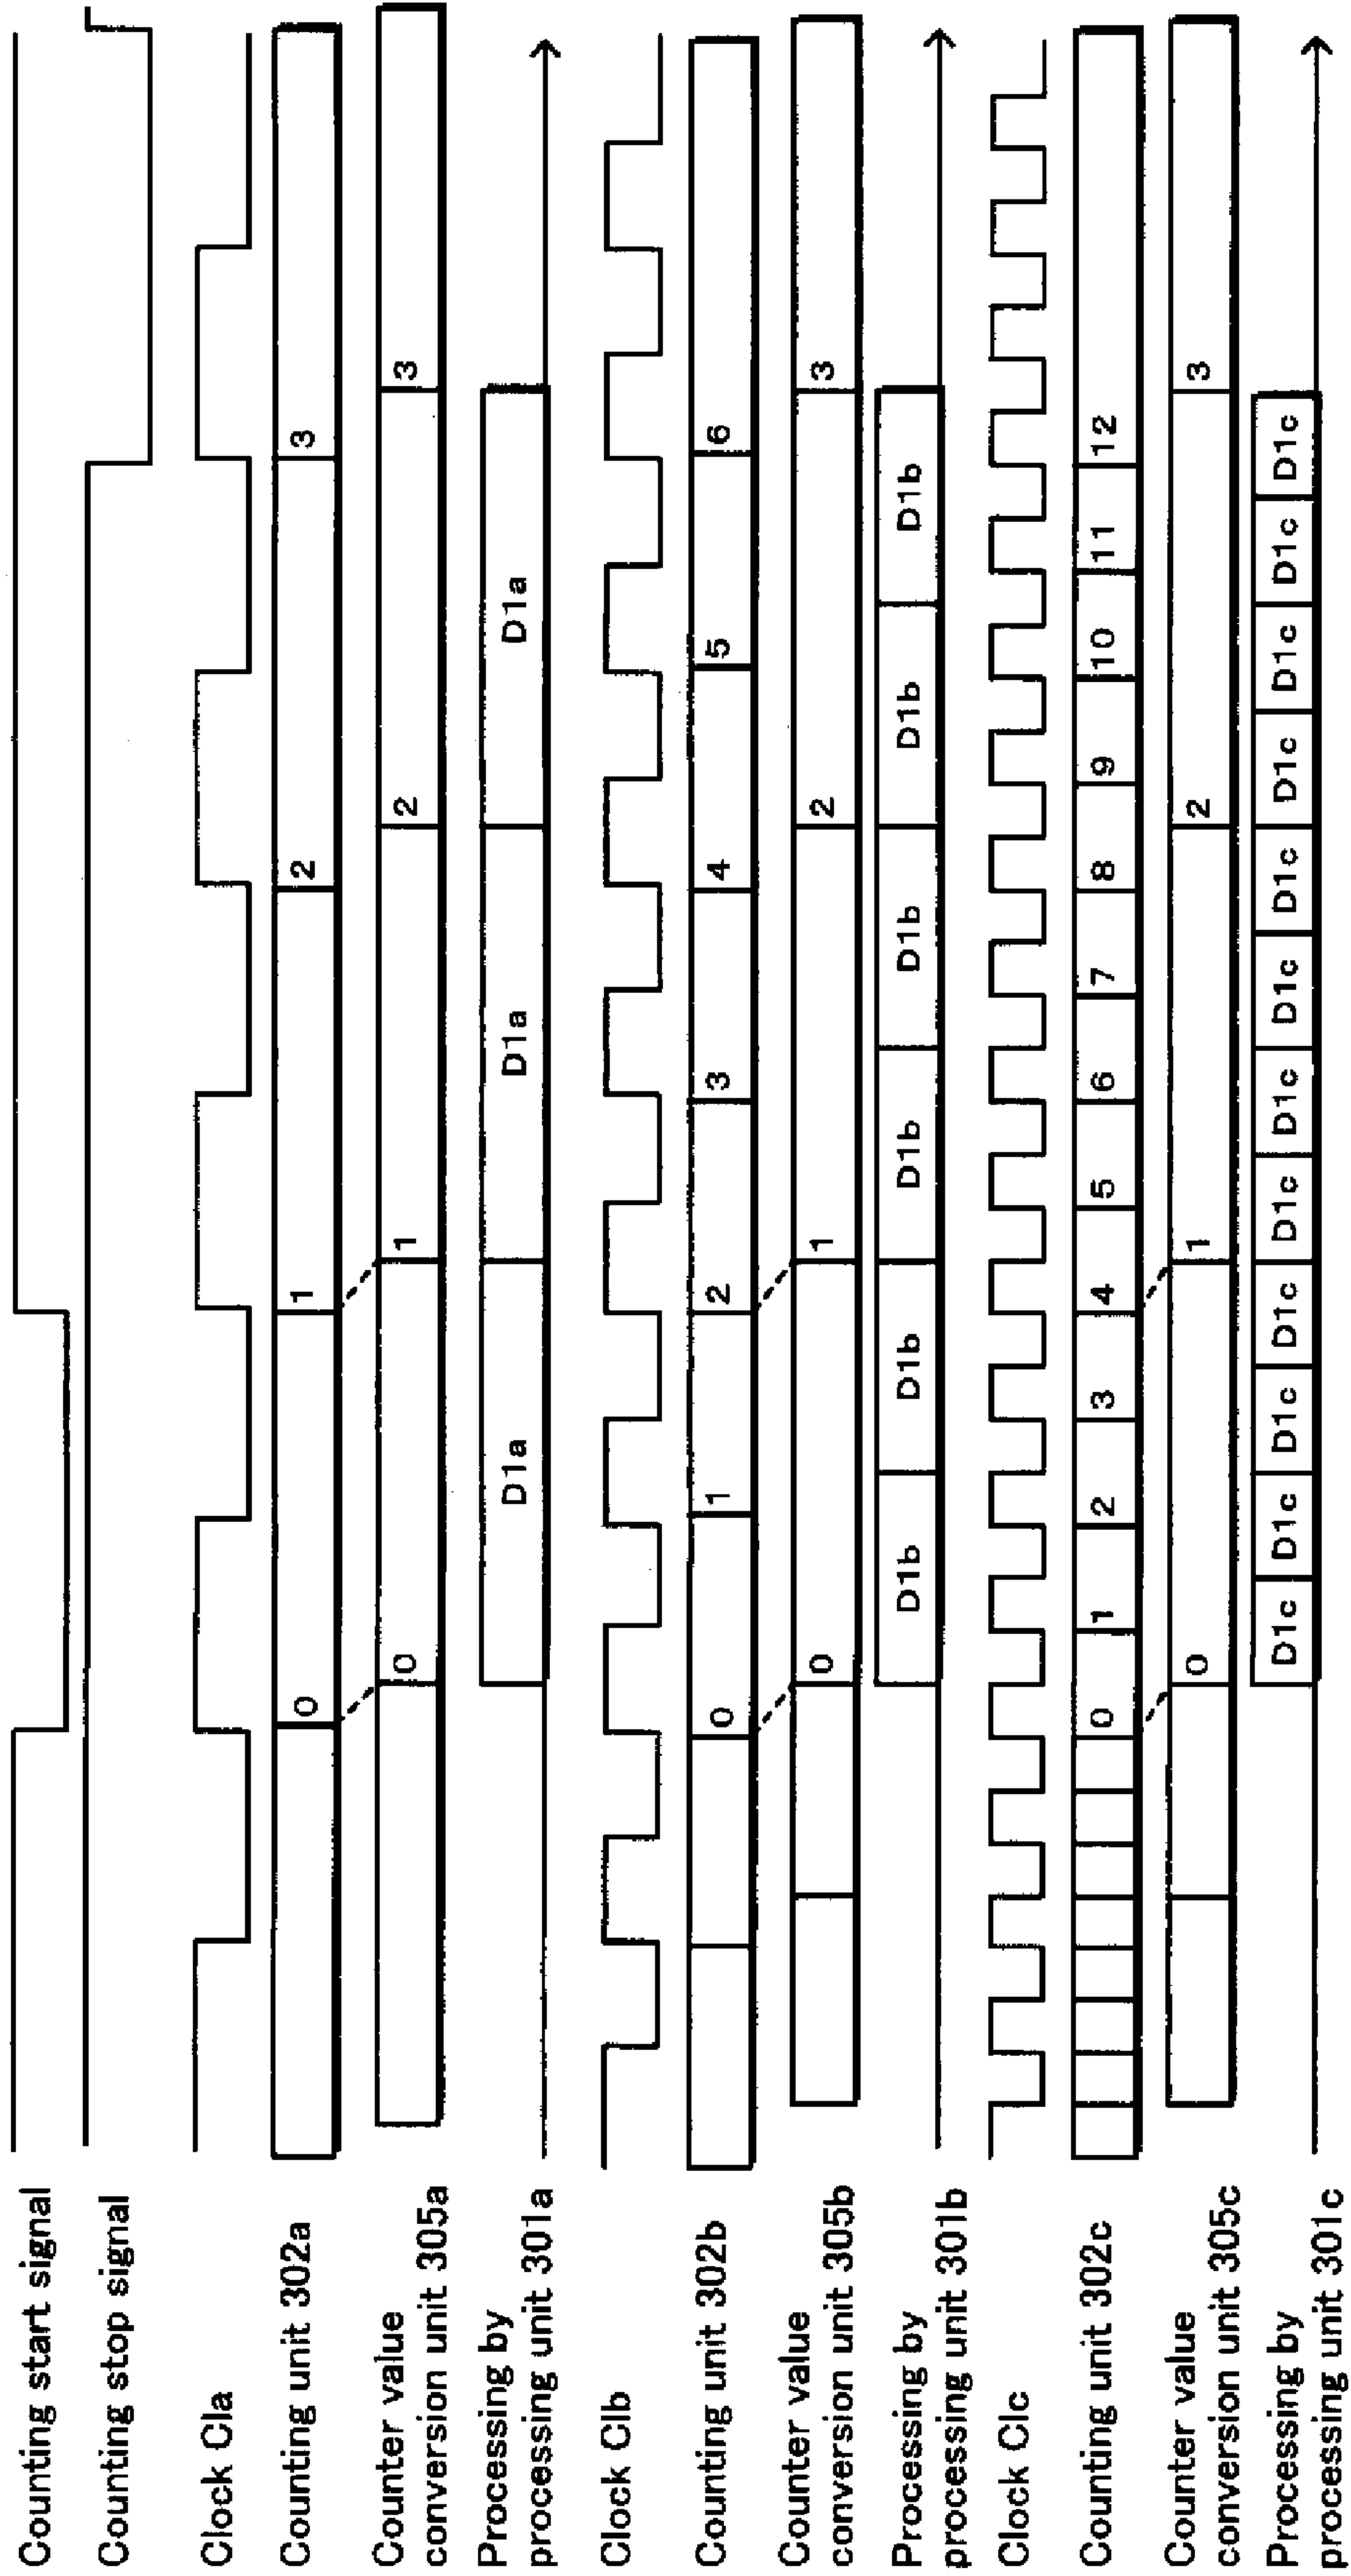 Counting start signal
Counting stop signal
Clock Cla
Counting unit 302a
0 1 2 3
Counter value
conversion unit 305a
0 1 2 3
Processing by
processing unit 301a
D1a D1a D1a
Clock Clb
Counting unit 302b
0 1 2 3 4 5 6
Counter value
conversion unit 305b
0 1 2 3
Processing by
processing unit 301b
D1b D1b D1b D1b D1b D1b
Clock Clc
Counting unit 302c
0 1 2 3 4 5 6 7 8 9 10 11 12
Counter value
conversion unit 305c
0 1 2 3
Processing by
processing unit 301c
D1c D1c D1c D1c D1c D1c D1c D1c D1c D1c D1c D1c